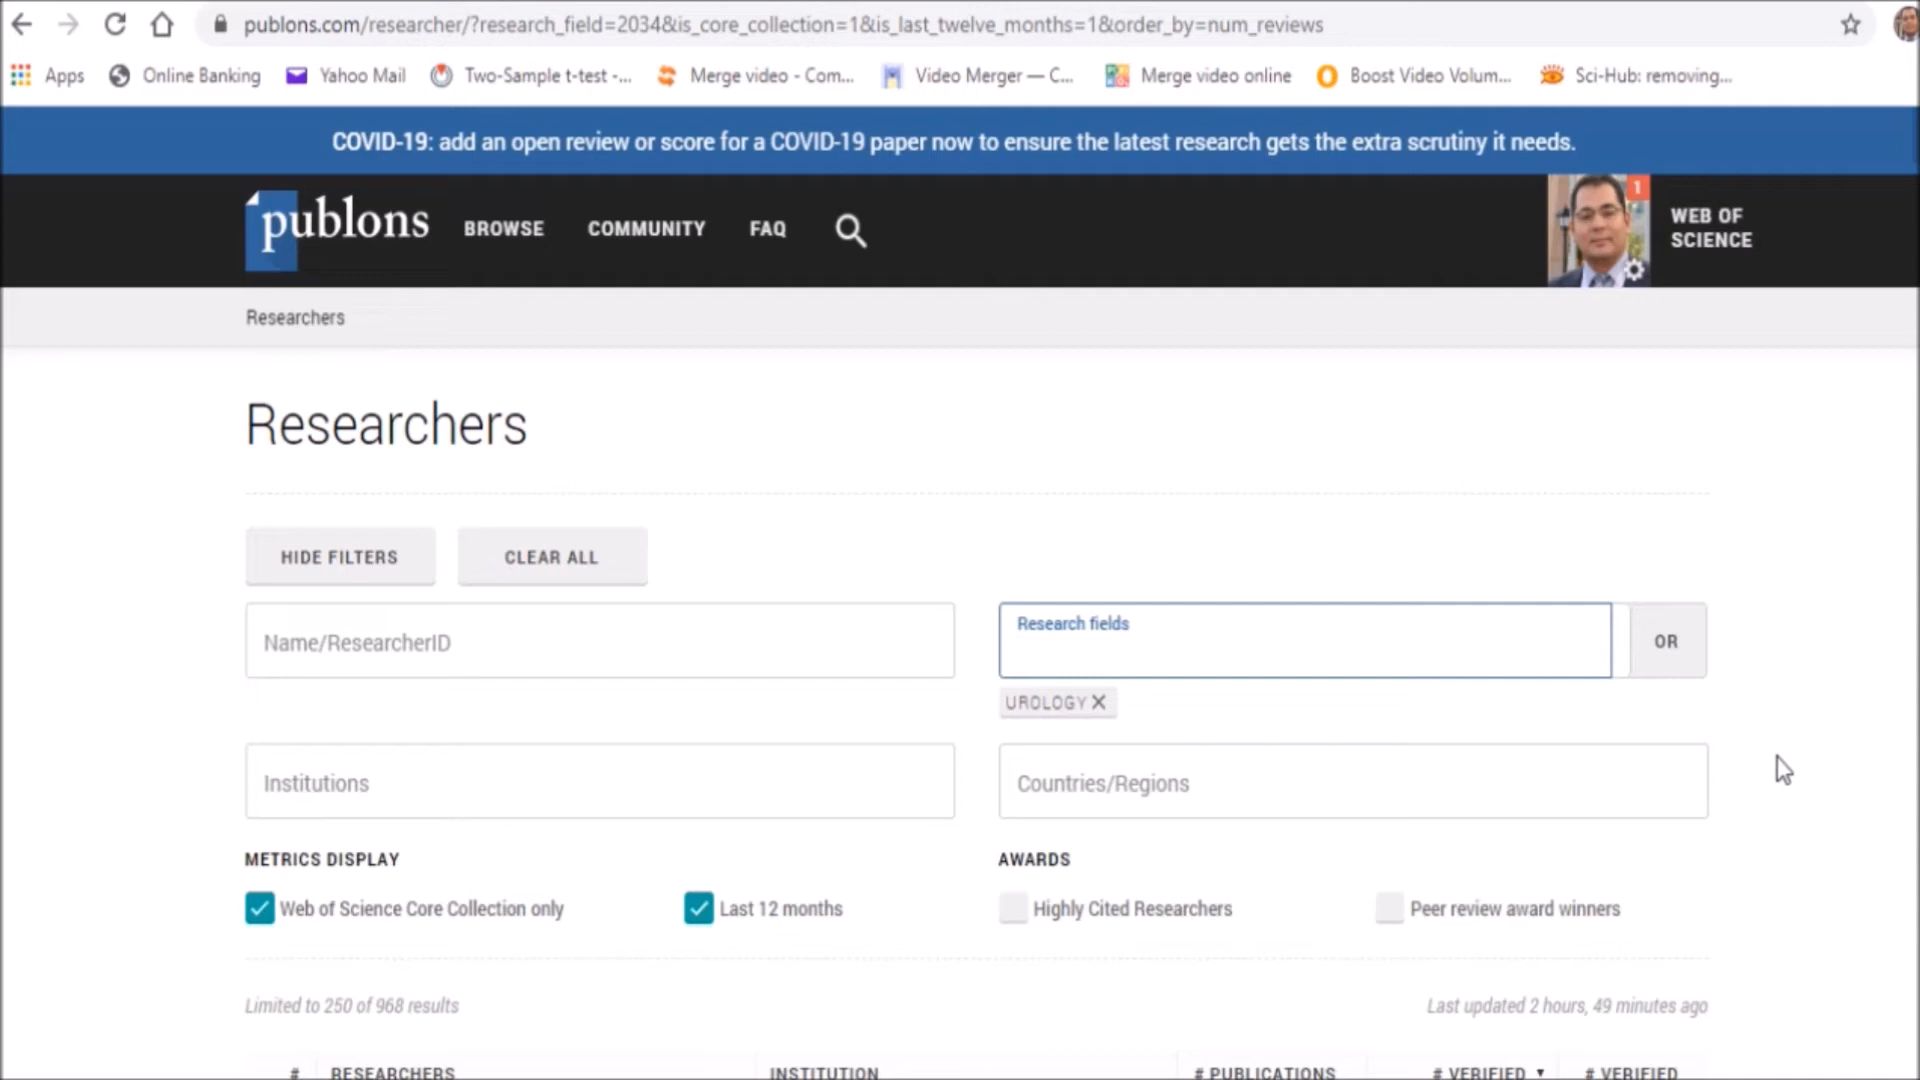 publons.com/researcher/?research_field=2034&is_core_collection=1&is_last_twelve_months=1&order_by=num_reviews
Apps Online Banking Yahoo Mail Two-Sample t-test -... Merge video - Com... Video Merger — C... Merge video online Boost Video Volum... Sci-Hub: removing...
COVID-19: add an open review or score for a COVID-19 paper now to ensure the latest research gets the extra scrutiny it needs.
publons BROWSE COMMUNITY FAQ 1 WEB OF
SCIENCE
Researchers
Researchers
HIDE FILTERS CLEAR ALL
Name/ResearcherID Research fields OR
UROLOGY
Institutions Countries/Regions
METRICS DISPLAY AWARDS
Web of Science Core Collection only Last 12 months Highly Cited Researchers Peer review award winners
Limited to 250 of 968 results Last updated 2 hours, 49 minutes ago
# RESEARCHERS INSTITUTION # PUBLICATIONS # VERIFIED ▼ # VERIFIED